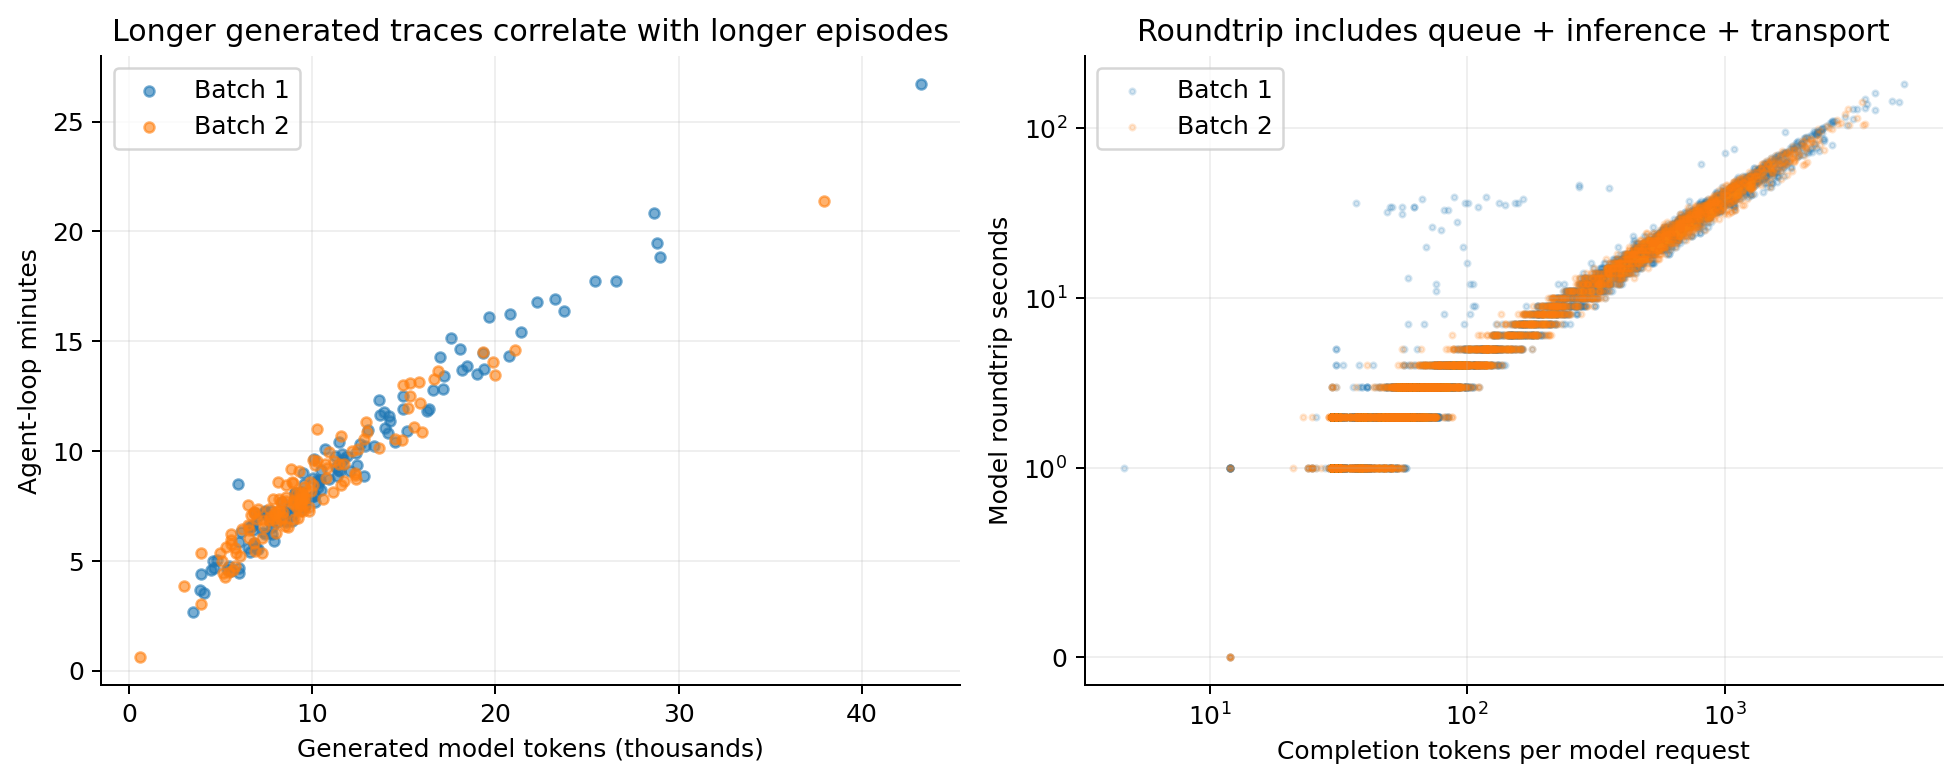 Longer generated traces correlate with longer episodes
Batch 1
Batch 2
25
20
15
10
5
0
Agent-loop minutes
0
10
20
30
40
Generated model tokens (thousands)
Roundtrip includes queue + inference + transport
Batch 1
Batch 2
10²
10¹
10⁰
0
Model roundtrip seconds
10¹
10²
10³
Completion tokens per model request